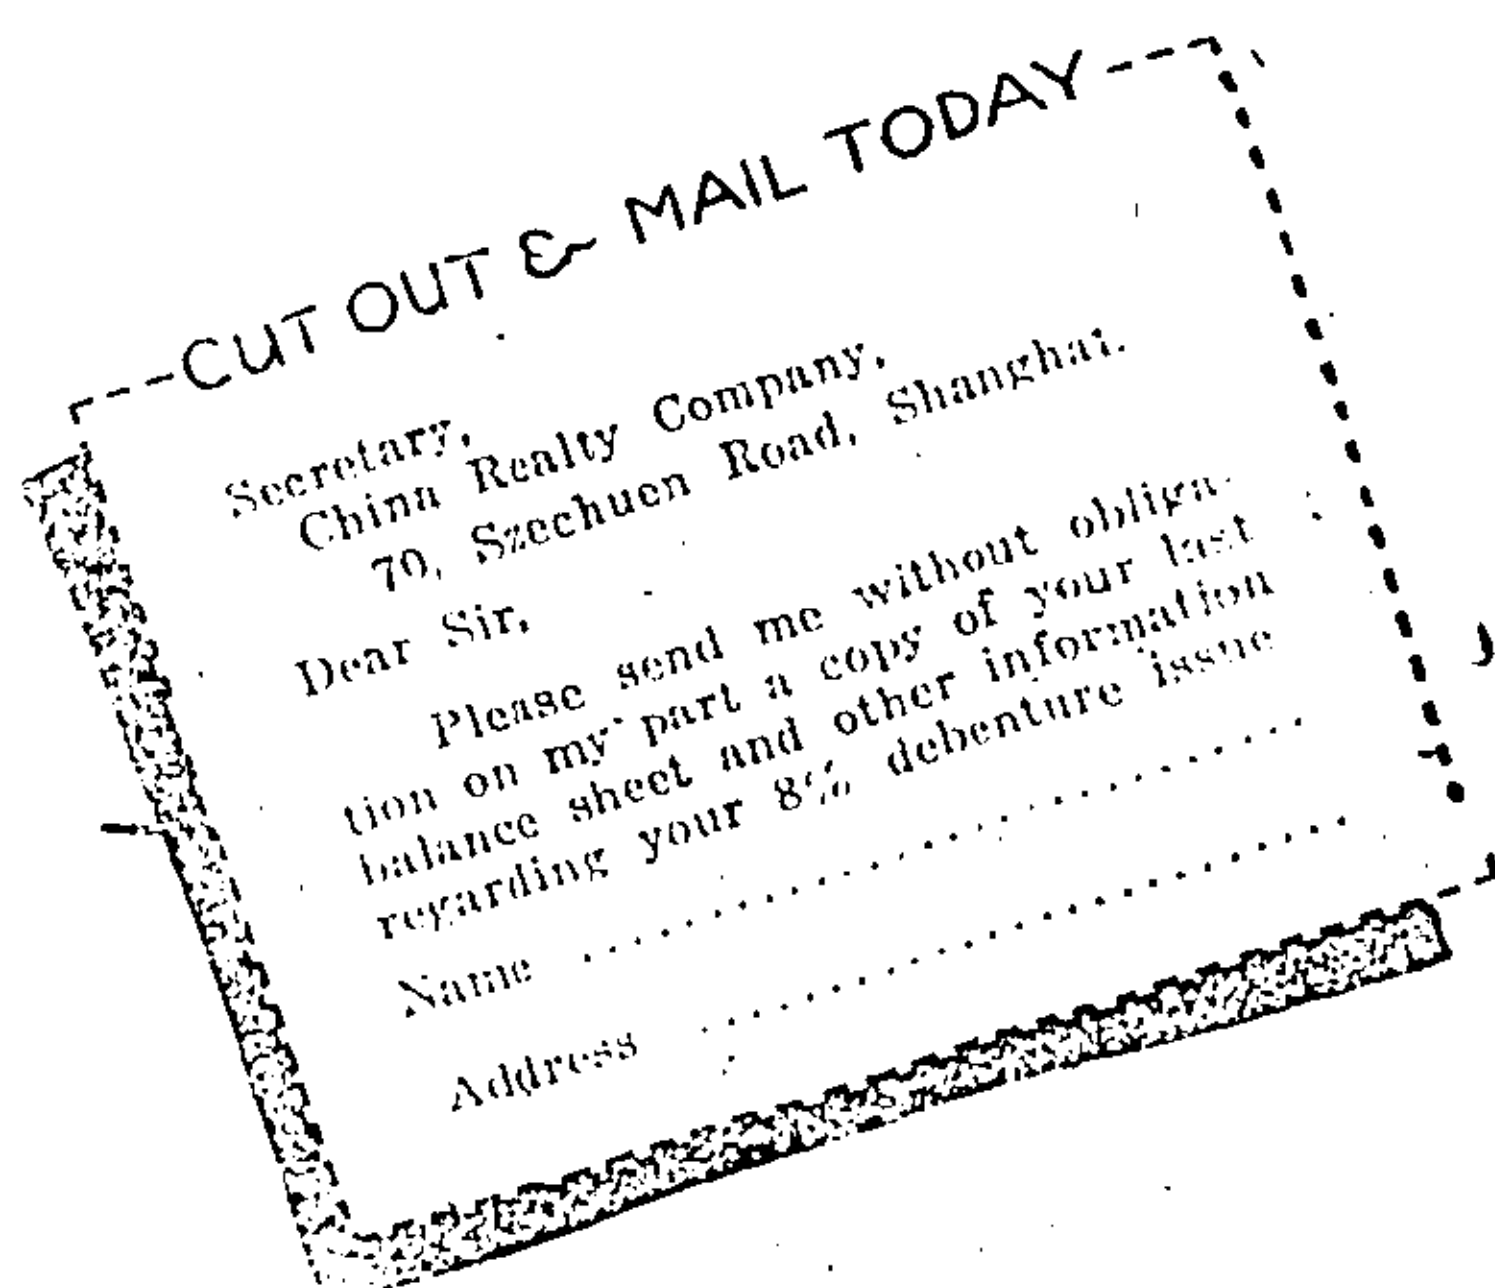 CUT OUT & MAIL TODAY
Secretary,
China Realty Company,
70, Szechuen Road, Shanghai.
Dear Sir,
Please send me without obliga-
tion on my part a copy of your last
balance sheet and other information
regarding your 8% debenture issue
Name ..............................
Address ..............................